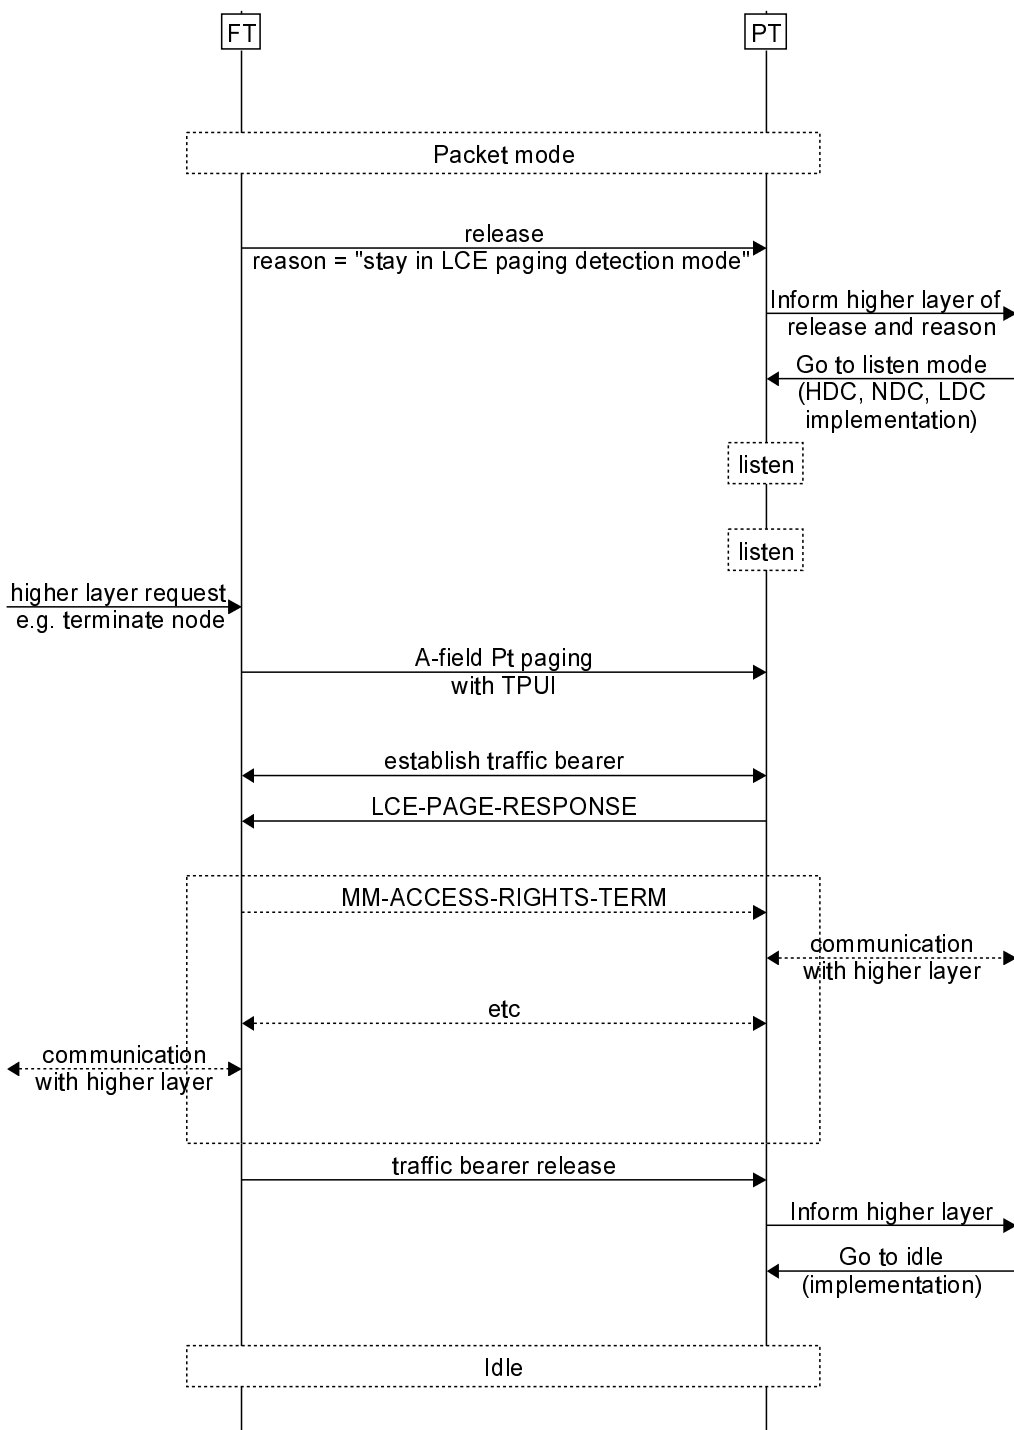 FT
PT
Packet mode
release
reason = "stay in LCE paging detection mode"
Inform higher layer of
release and reason
Go to listen mode
(HDC, NDC, LDC
implementation)
listen
listen
higher layer request
e.g. terminate node
A-field Pt paging
with TPUI
establish traffic bearer
LCE-PAGE-RESPONSE
MM-ACCESS-RIGHTS-TERM
communication
with higher layer
etc
communication
with higher layer
traffic bearer release
Inform higher layer
Go to idle
(implementation)
Idle